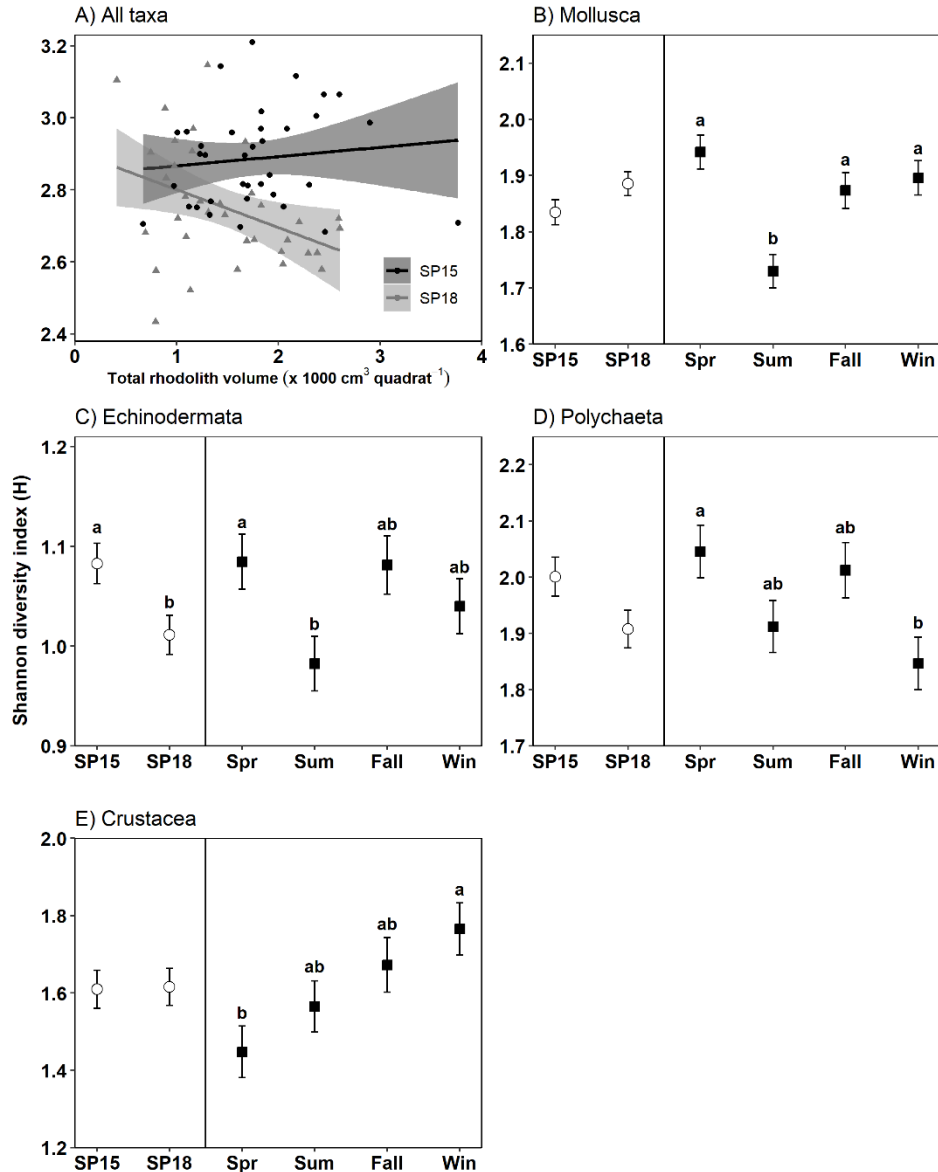 A) All taxa
3.2
3.0
2.8
2.6
2.4
SP15
SP18
0 1 2 3 4
Total rhodolith volume (x 1000 cm³ quadrat ¹)
B) Mollusca
2.1
2.0
1.9
1.8
1.7
1.6
a
b
a
a
SP15 SP18 Spr Sum Fall Win
Shannon diversity index (H)
C) Echinodermata
1.2
1.1
1.0
0.9
a
b
a
b
ab
ab
SP15 SP18 Spr Sum Fall Win
D) Polychaeta
2.2
2.1
2.0
1.9
1.8
1.7
a
ab
ab
b
SP15 SP18 Spr Sum Fall Win
E) Crustacea
2.0
1.8
1.6
1.4
1.2
b
ab
ab
a
SP15 SP18 Spr Sum Fall Win